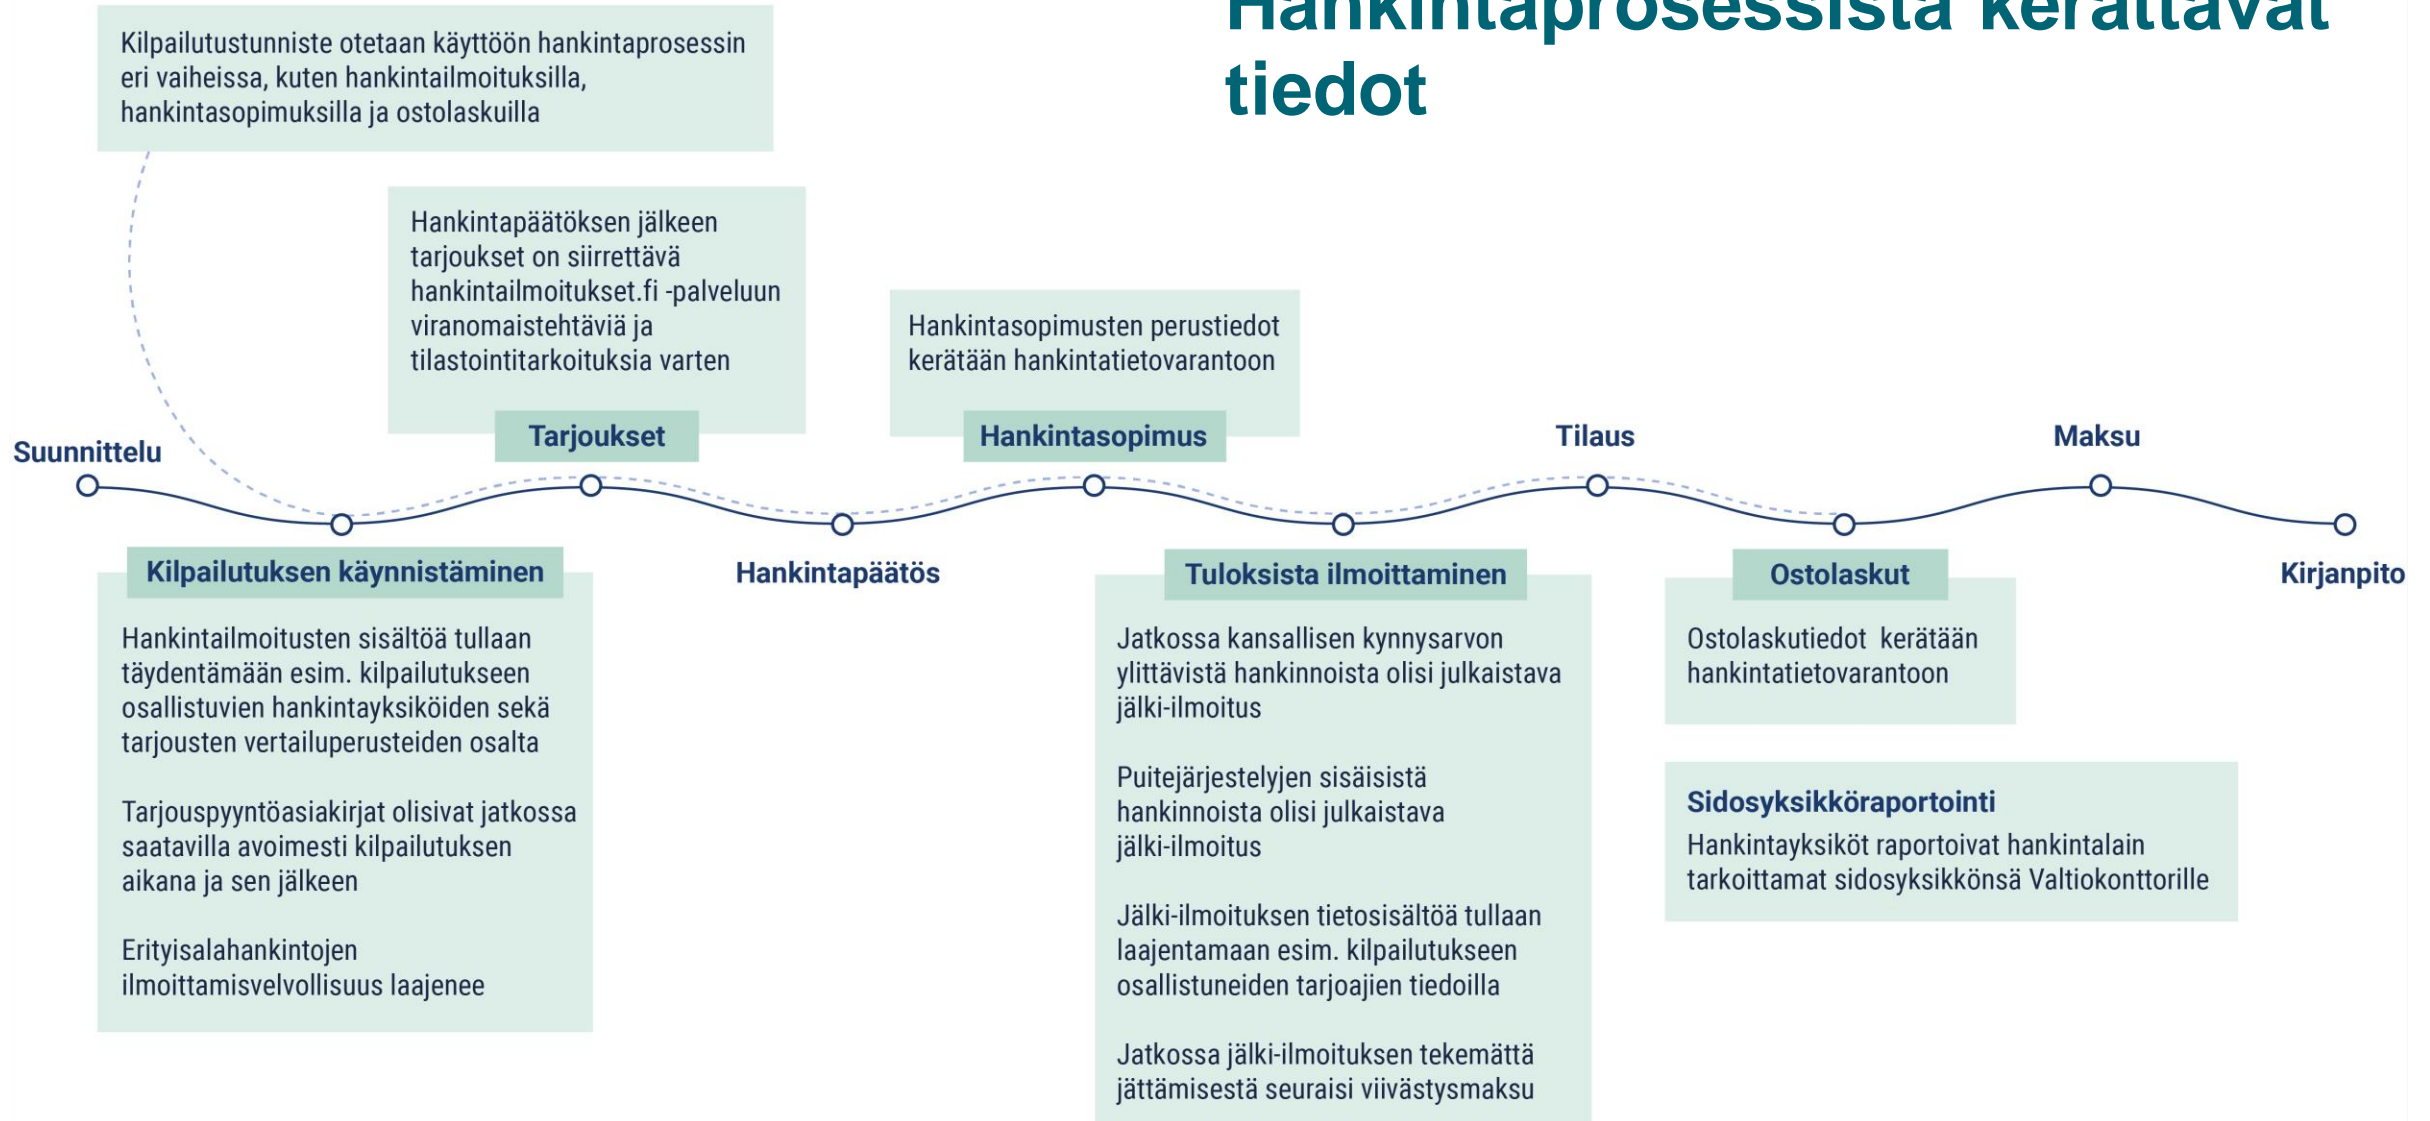 Hankintaprosessista kerättävät
tiedot
Kilpailutustunniste otetaan käyttöön hankintaprosessin
eri vaiheissa, kuten hankintailmoituksilla,
hankintasopimuksilla ja ostolaskuilla
Hankintapäätöksen jälkeen
tarjoukset on siirrettävä
hankintailmoitukset.fi -palveluun
viranomaistehtäviä ja
tilastointitarkoituksia varten
Hankintasopimusten perustiedot
kerätään hankintatietovarantoon
Suunnittelu
Tarjoukset
Hankintasopimus
Tilaus
Maksu
Kilpailutuksen käynnistäminen
Hankintapäätös
Tuloksista ilmoittaminen
Ostolaskut
Kirjanpito
Hankintailmoitusten sisältöä tullaan
täydentämään esim. kilpailutukseen
osallistuvien hankintayksiköiden sekä
tarjousten vertailuperusteiden osalta
Tarjouspyyntöasiakirjat olisivat jatkossa
saatavilla avoimesti kilpailutuksen
aikana ja sen jälkeen
Erityisalahankintojen
ilmoittamisvelvollisuus laajenee
Jatkossa kansallisen kynnysarvon
ylittävistä hankinnoista olisi julkaistava
jälki-ilmoitus
Puitejärjestelyjen sisäisistä
hankinnoista olisi julkaistava
jälki-ilmoitus
Jälki-ilmoituksen tietosisältöä tullaan
laajentamaan esim. kilpailutukseen
osallistuneiden tarjoajien tiedoilla
Jatkossa jälki-ilmoituksen tekemättä
jättämisestä seuraisi viivästysmaksu
Ostolaskutiedot kerätään
hankintatietovarantoon
Sidosyksikköraportointi
Hankintayksiköt raportoivat hankintalain
tarkoittamat sidosyksikkönsä Valtiokonttorille